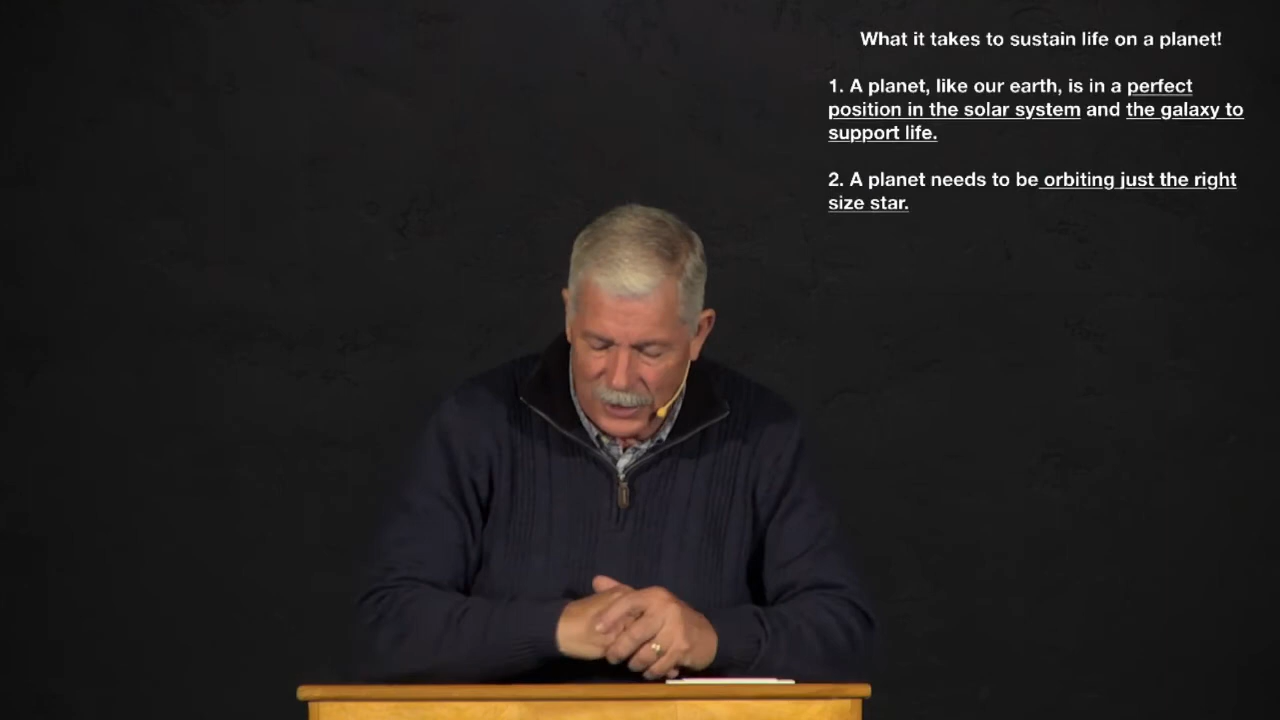 What it takes to sustain life on a planet!
1. A planet, like our earth, is in a perfect
position in the solar system and the galaxy to
support life.
2. A planet needs to be orbiting just the right
size star.